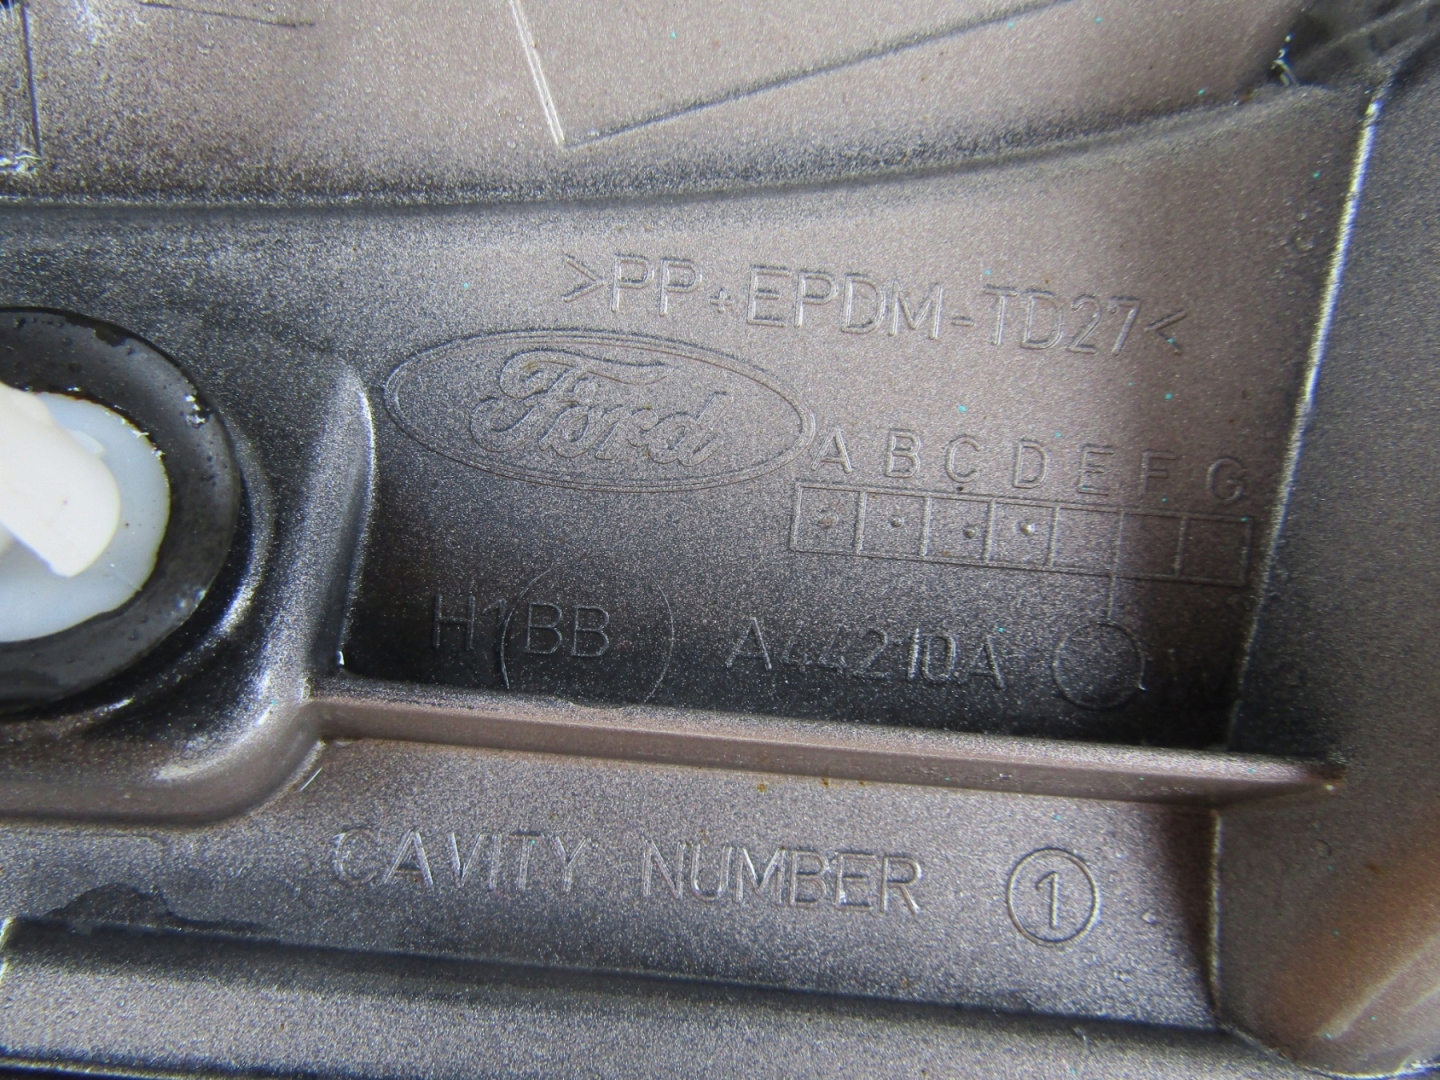 >PP+EPDM-TD27<
Ford
A B C D E F G
H1BB A44210A
CAVITY NUMBER 1